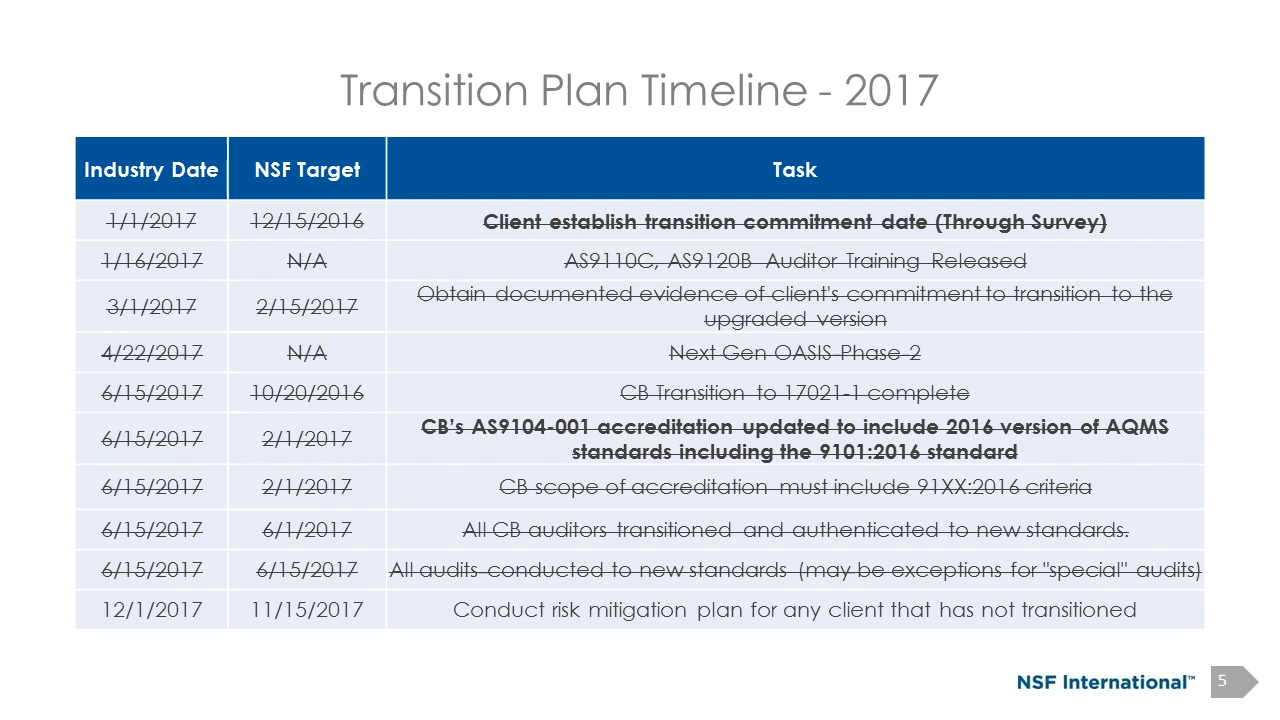 Transition Plan Timeline - 2017
Industry Date NSF Target Task
1/1/2017 12/15/2016 Client establish transition commitment date (Through Survey)
1/16/2017 N/A AS9110C, AS9120B Auditor Training Released
3/1/2017 2/15/2017 Obtain documented evidence of client's commitment to transition to the
upgraded version
4/22/2017 N/A Next Gen OASIS Phase 2
6/15/2017 10/20/2016 CB Transition to 17021-1 complete
6/15/2017 2/1/2017 CB's AS9104-001 accreditation updated to include 2016 version of AQMS
standards including the 9101:2016 standard
6/15/2017 2/1/2017 CB scope of accreditation must include 91XX:2016 criteria
6/15/2017 6/1/2017 All CB auditors transitioned and authenticated to new standards.
6/15/2017 6/15/2017 All audits conducted to new standards (may be exceptions for "special" audits)
12/1/2017 11/15/2017 Conduct risk mitigation plan for any client that has not transitioned
NSF International™ 5